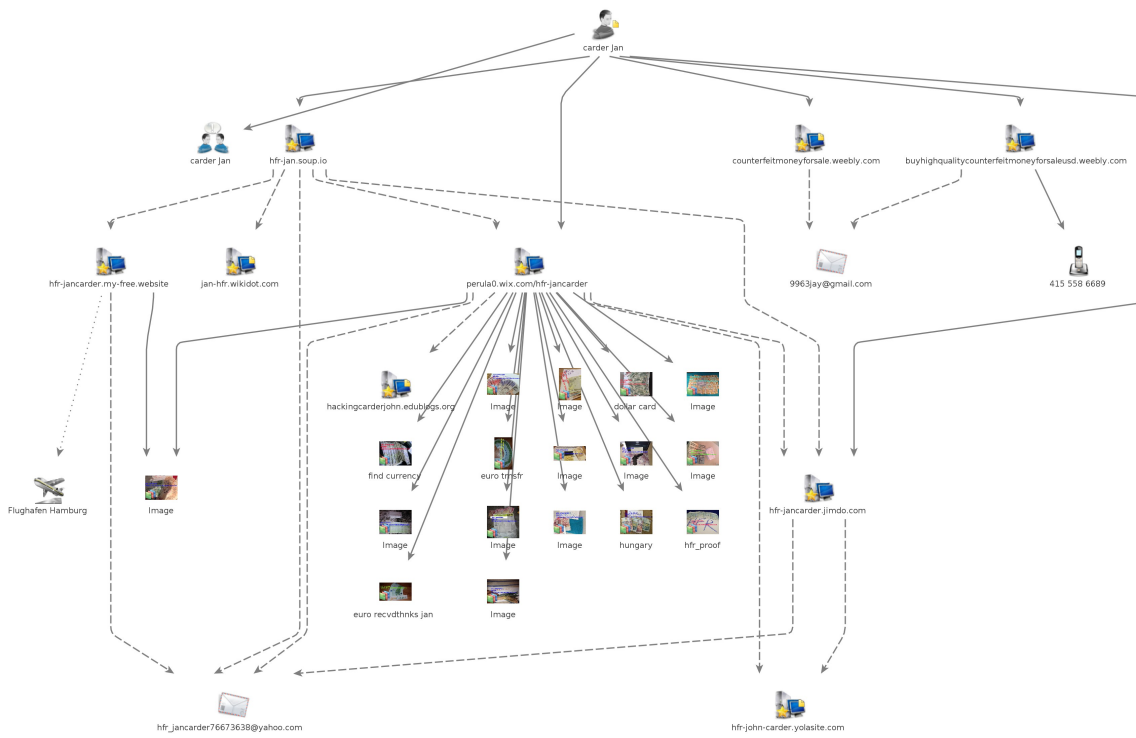 carder Jan
carder Jan
hfr-jan.soup.io
counterfeitmoneyforsale.weebly.com
buyhighqualitycounterfeitmoneyforsaleusd.weebly.com
hfr-jancarder.my-free.website
jan-hfr.wikidot.com
perula0.wix.com/hfr-jancarder
9963jay@gmail.com
415 558 6689
hackingcarderjohn.edublogs.org
Image
Image
dollar card
Image
find currency
euro trnsfr
Image
Image
Image
Flughafen Hamburg
Image
hfr-jancarder.jimdo.com
Image
Image
Image
hungary
hfr_proof
euro recvdthnks jan
Image
hfr_jancarder76673638@yahoo.com
hfr-john-carder.yolasite.com